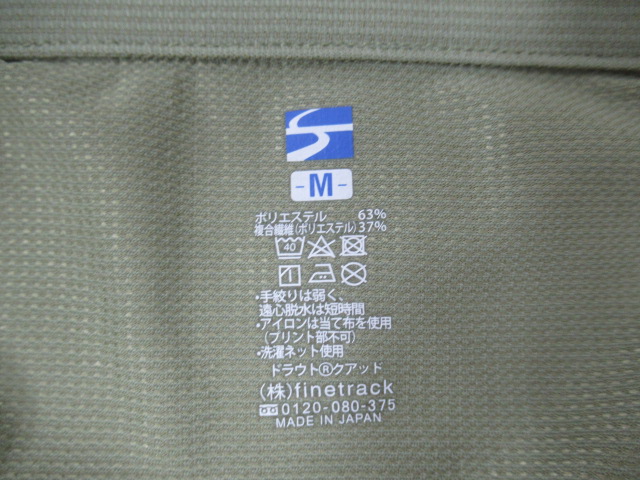 -M-
ポリエステル 63%
複合繊維(ポリエステル)37%
40
・手絞りは弱く、
遠心脱水は短時間
・アイロンは当て布を使用
(プリント部不可)
・洗濯ネット使用
ドラウト®クアッド
(株)finetrack
0120-080-375
MADE IN JAPAN